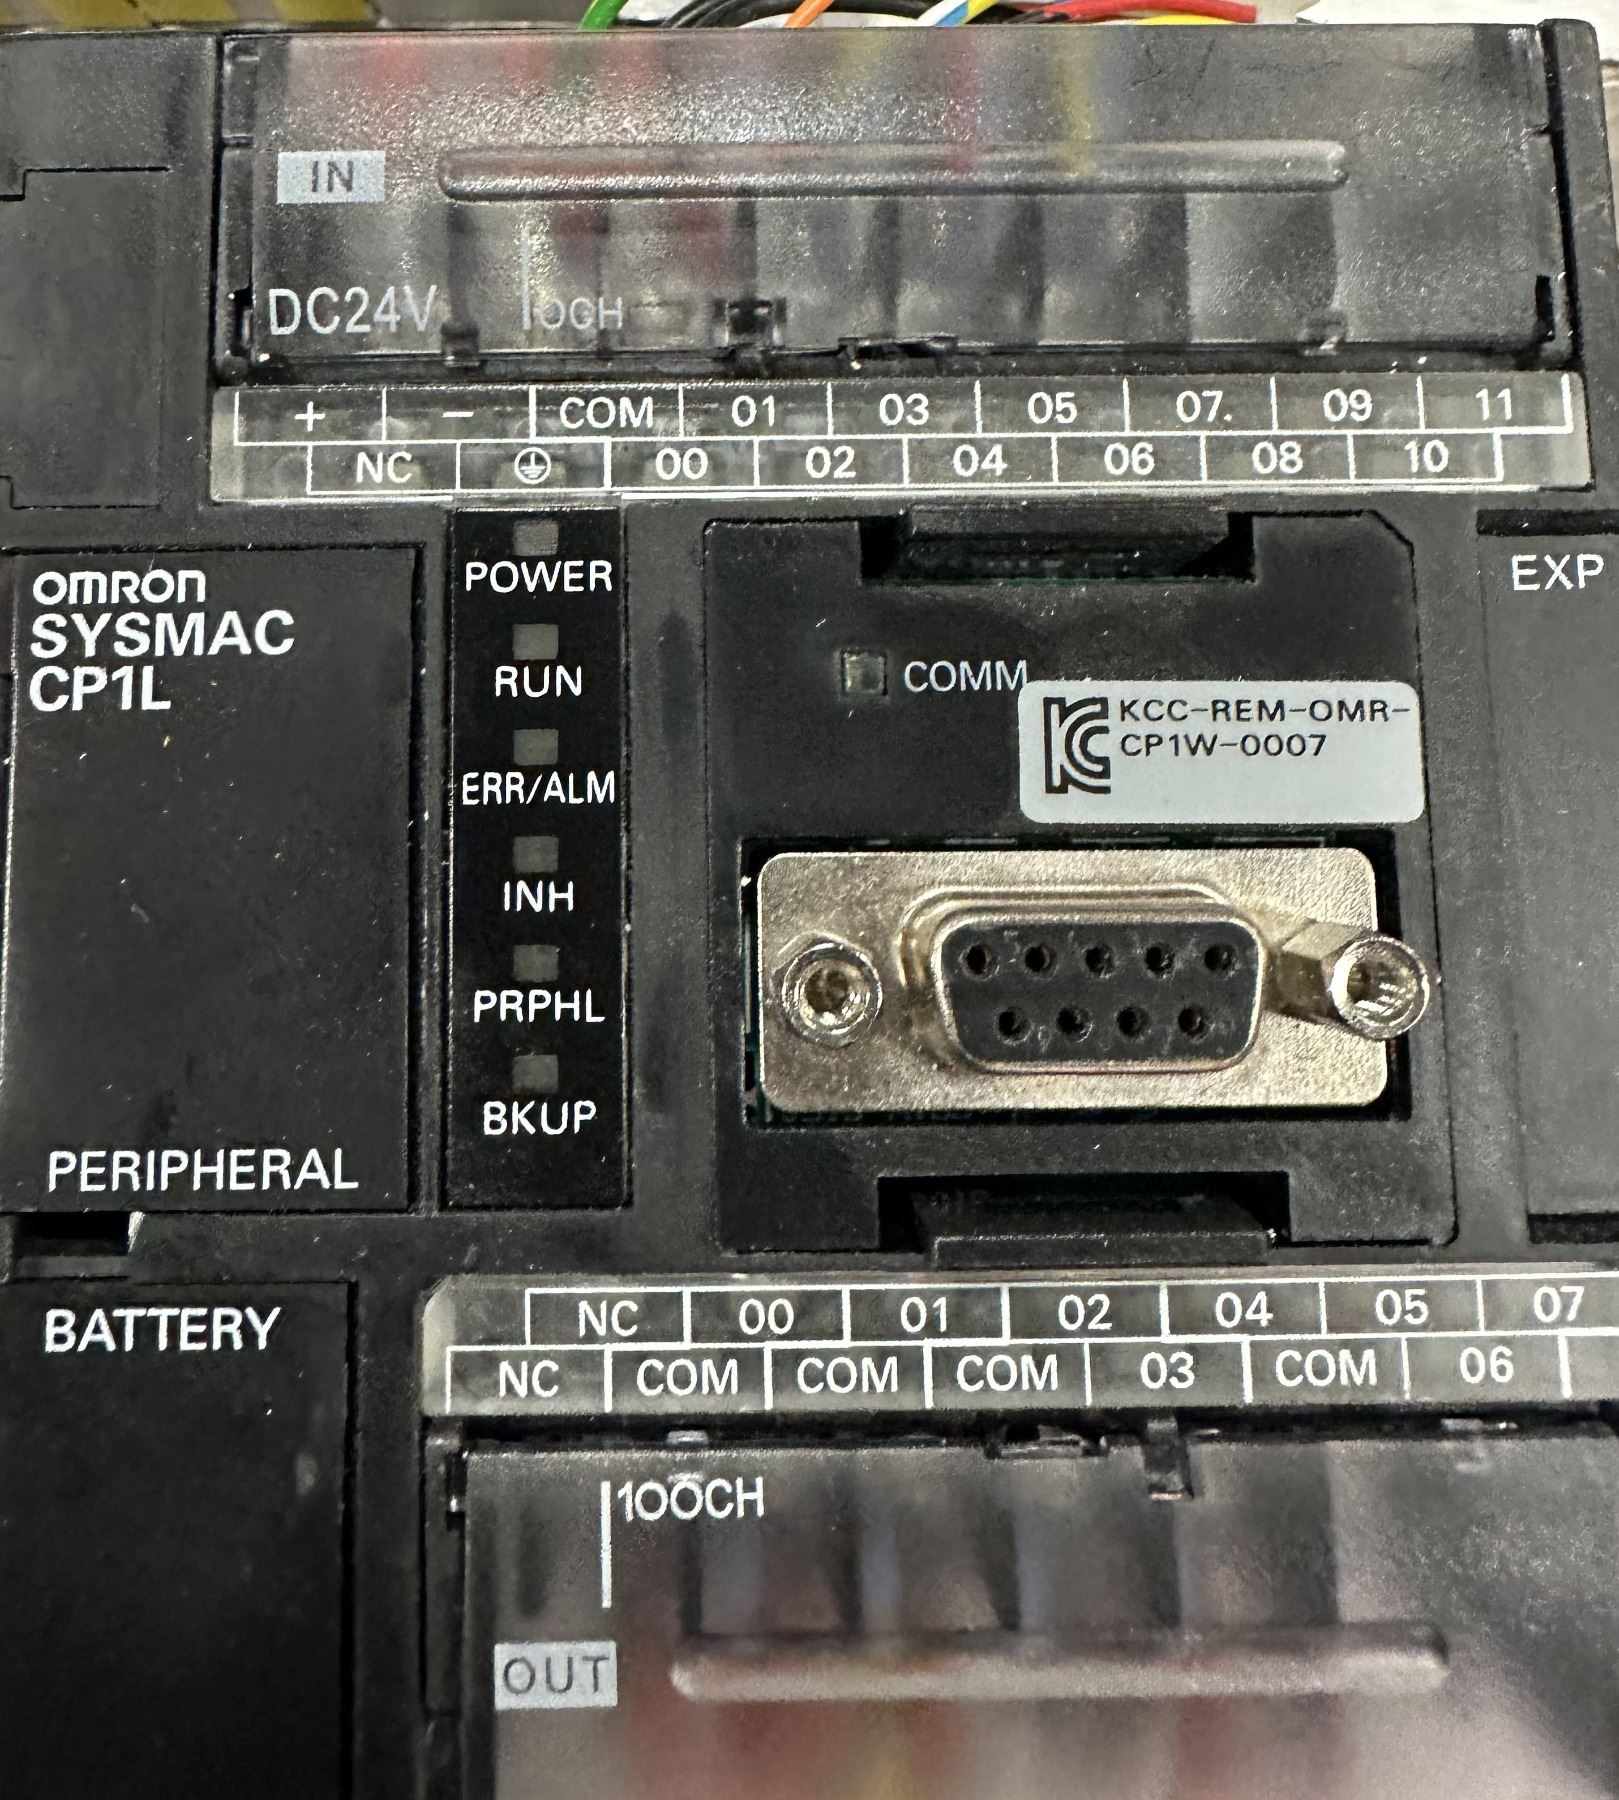 IN
DC24V
0CH
+ - COM 01 03 05 07. 09 11
NC 00 02 04 06 08 10
POWER
RUN
ERR/ALM
INH
PRPHL
BKUP
omron
SYSMAC
CP1L
PERIPHERAL
COMM
KCC-REM-OMR-
CP1W-0007
EXP
BATTERY
NC 00 01 02 04 05 07
NC COM COM COM 03 COM 06
100CH
OUT